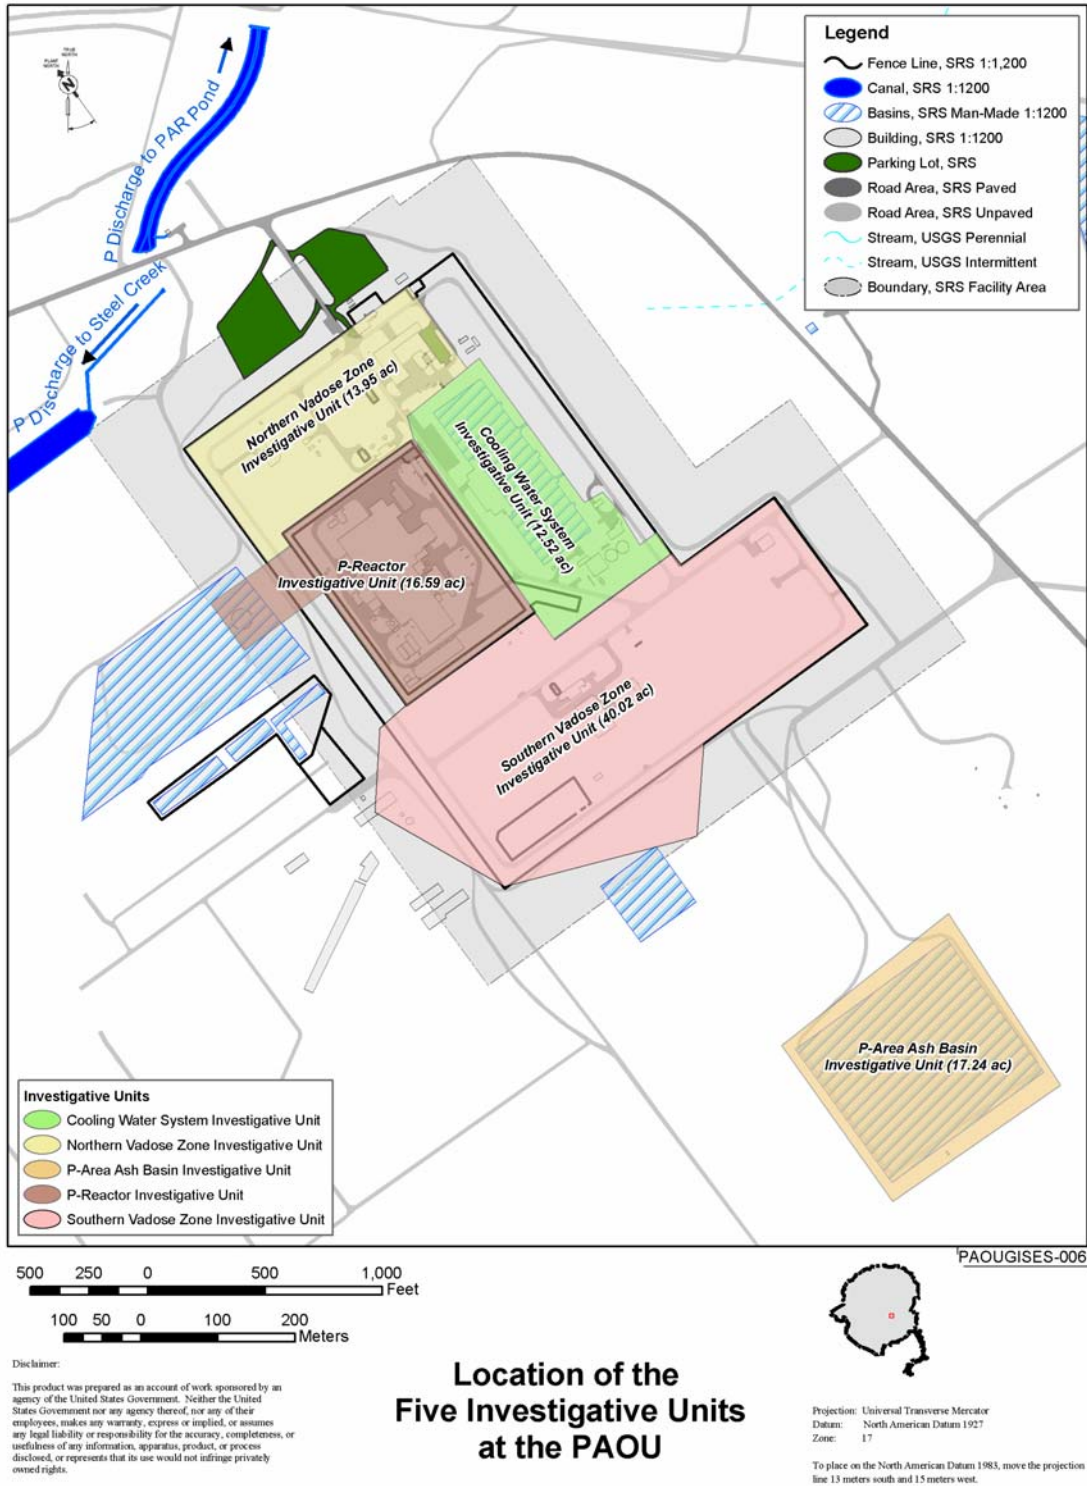 Legend
Fence Line, SRS 1:1,200
Canal, SRS 1:1200
Basins, SRS Man-Made 1:1200
Building, SRS 1:1200
Parking Lot, SRS
Road Area, SRS Paved
Road Area, SRS Unpaved
Stream, USGS Perennial
Stream, USGS Intermittent
Boundary, SRS Facility Area
TRUE
NORTH
PLANT
NORTH
N
P Discharge to PAR Pond
P Discharge to Steel Creek
Northern Vadose Zone
Investigative Unit (13.95 ac)
Cooling Water System
Investigative Unit (12.52 ac)
P-Reactor
Investigative Unit (16.59 ac)
Southern Vadose Zone
Investigative Unit (40.02 ac)
P-Area Ash Basin
Investigative Unit (17.24 ac)
Investigative Units
Cooling Water System Investigative Unit
Northern Vadose Zone Investigative Unit
P-Area Ash Basin Investigative Unit
P-Reactor Investigative Unit
Southern Vadose Zone Investigative Unit
PAOUGISES-006
500 250 0 500 1,000
Feet
100 50 0 100 200
Meters
Disclaimer:
This product was prepared as an account of work sponsored by an
agency of the United States Government. Neither the United
States Government nor any agency thereof, nor any of their
employees, makes any warranty, express or implied, or assumes
any legal liability or responsibility for the accuracy, completeness, or
usefulness of any information, apparatus, product, or process
disclosed, or represents that its use would not infringe privately
owned rights.
Location of the
Five Investigative Units
at the PAOU
Projection: Universal Transverse Mercator
Datum: North American Datum 1927
Zone: 17
To place on the North American Datum 1983, move the projection
line 13 meters south and 15 meters west.